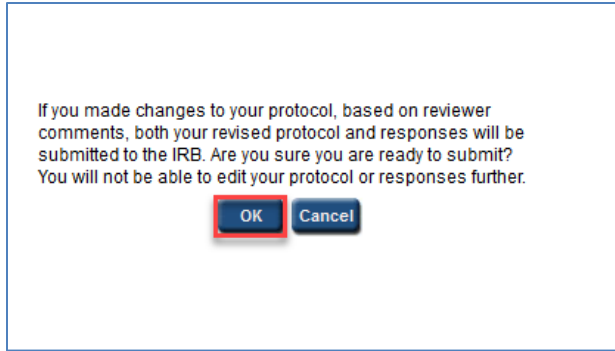 If you made changes to your protocol, based on reviewer
comments, both your revised protocol and responses will be
submitted to the IRB. Are you sure you are ready to submit?
You will not be able to edit your protocol or responses further.
OK Cancel